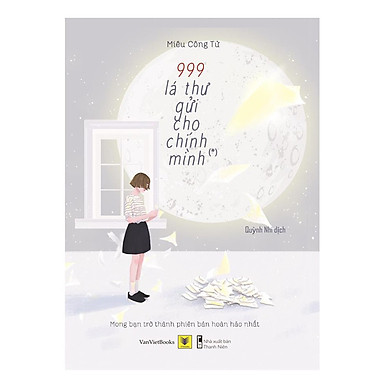 Miêu Công Tử
999
lá thư
gửi
cho
chính
mình(*)
Quỳnh Nhi dịch
Mong bạn trở thành phiên bản hoàn hảo nhất
VanVietBooks
Nhà xuất bản
Thanh Niên